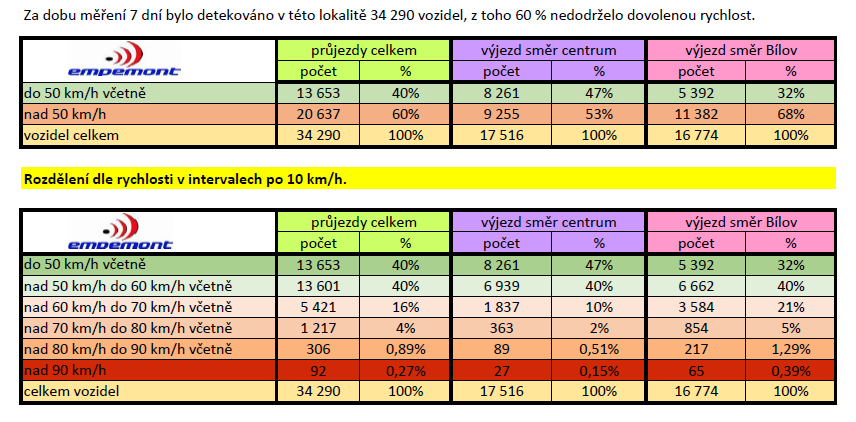 Za dobu měření 7 dní bylo detekováno v této lokalitě 34 290 vozidel, z toho 60 % nedodrželo dovolenou rychlost.
empemont průjezdy celkem výjezd směr centrum výjezd směr Bílov
počet % počet % počet %
do 50 km/h včetně 13 653 40% 8 261 47% 5 392 32%
nad 50 km/h 20 637 60% 9 255 53% 11 382 68%
vozidel celkem 34 290 100% 17 516 100% 16 774 100%
Rozdělení dle rychlosti v intervalech po 10 km/h.
empemont průjezdy celkem výjezd směr centrum výjezd směr Bílov
počet % počet % počet %
do 50 km/h včetně 13 653 40% 8 261 47% 5 392 32%
nad 50 km/h do 60 km/h včetně 13 601 40% 6 939 40% 6 662 40%
nad 60 km/h do 70 km/h včetně 5 421 16% 1 837 10% 3 584 21%
nad 70 km/h do 80 km/h včetně 1 217 4% 363 2% 854 5%
nad 80 km/h do 90 km/h včetně 306 0,89% 89 0,51% 217 1,29%
nad 90 km/h 92 0,27% 27 0,15% 65 0,39%
celkem vozidel 34 290 100% 17 516 100% 16 774 100%